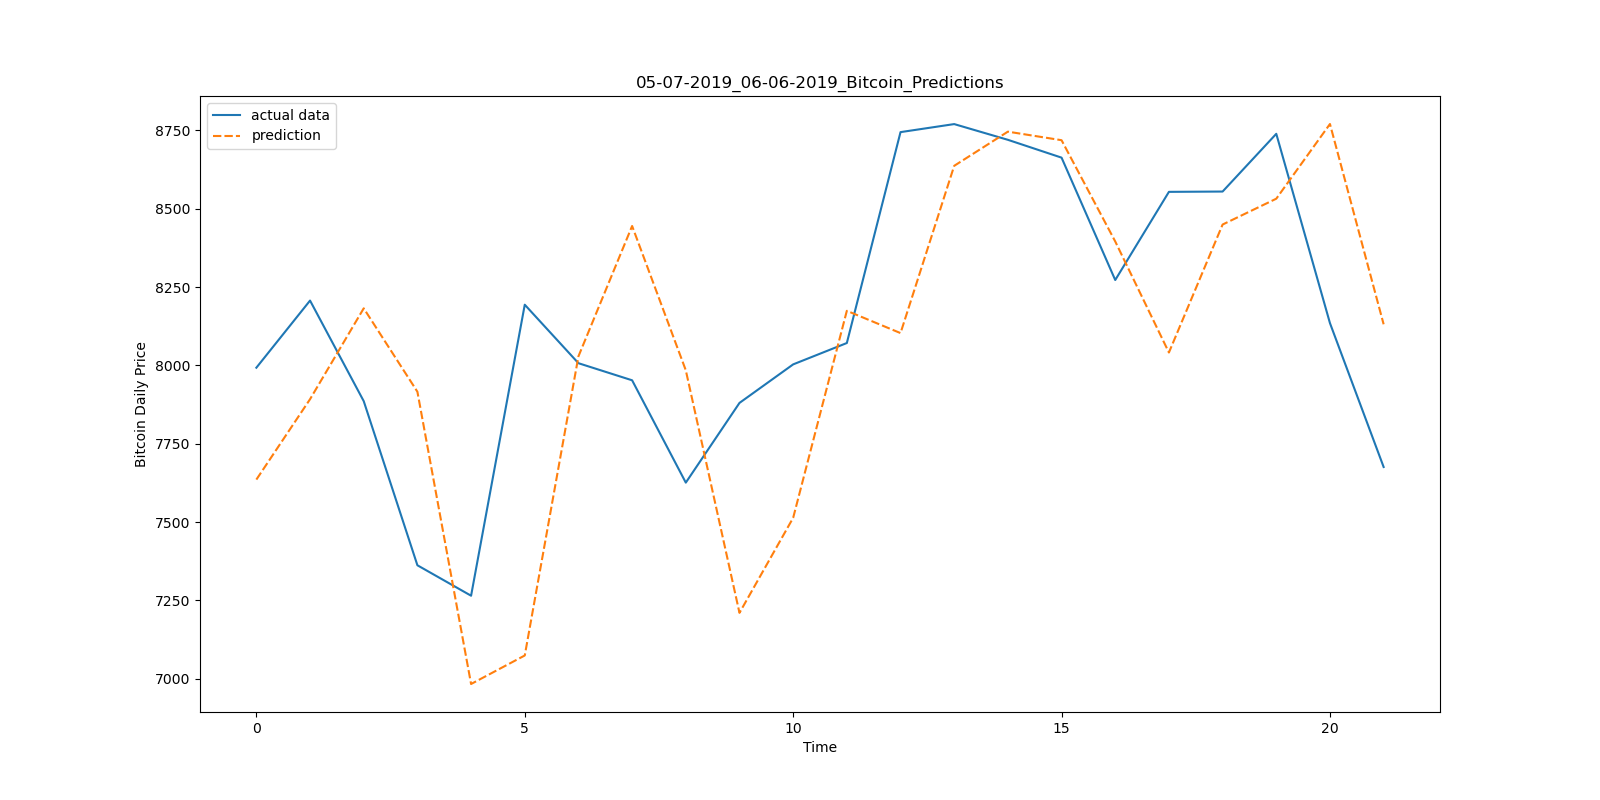 05-07-2019_06-06-2019_Bitcoin_Predictions
actual data
prediction
8750
8500
8250
8000
7750
7500
7250
7000
Bitcoin Daily Price
0 5 10 15 20
Time